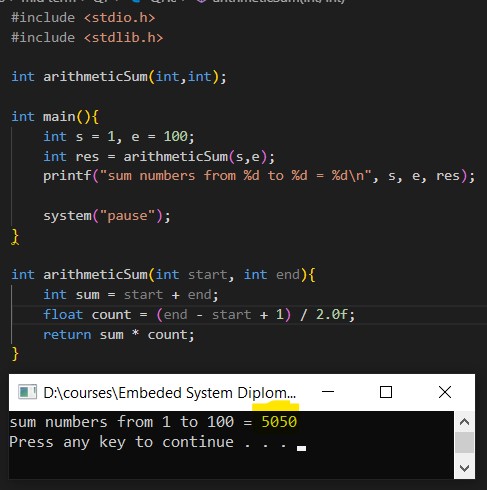 #include <stdio.h>
#include <stdlib.h>

int arithmeticSum(int,int);

int main(){
    int s = 1, e = 100;
    int res = arithmeticSum(s,e);
    printf("sum numbers from %d to %d = %d\n", s, e, res);

    system("pause");
}

int arithmeticSum(int start, int end){
    int sum = start + end;
    float count = (end - start + 1) / 2.0f;
    return sum * count;
}
D:\courses\Embeded System Diplom...
sum numbers from 1 to 100 = 5050
Press any key to continue . . .